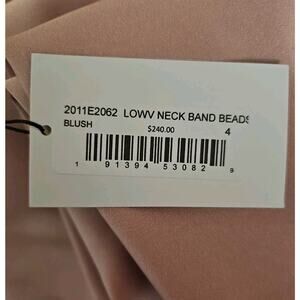 2011E2062 LOWV NECK BAND BEADS
BLUSH
$240.00
4
1 91394 53082 9